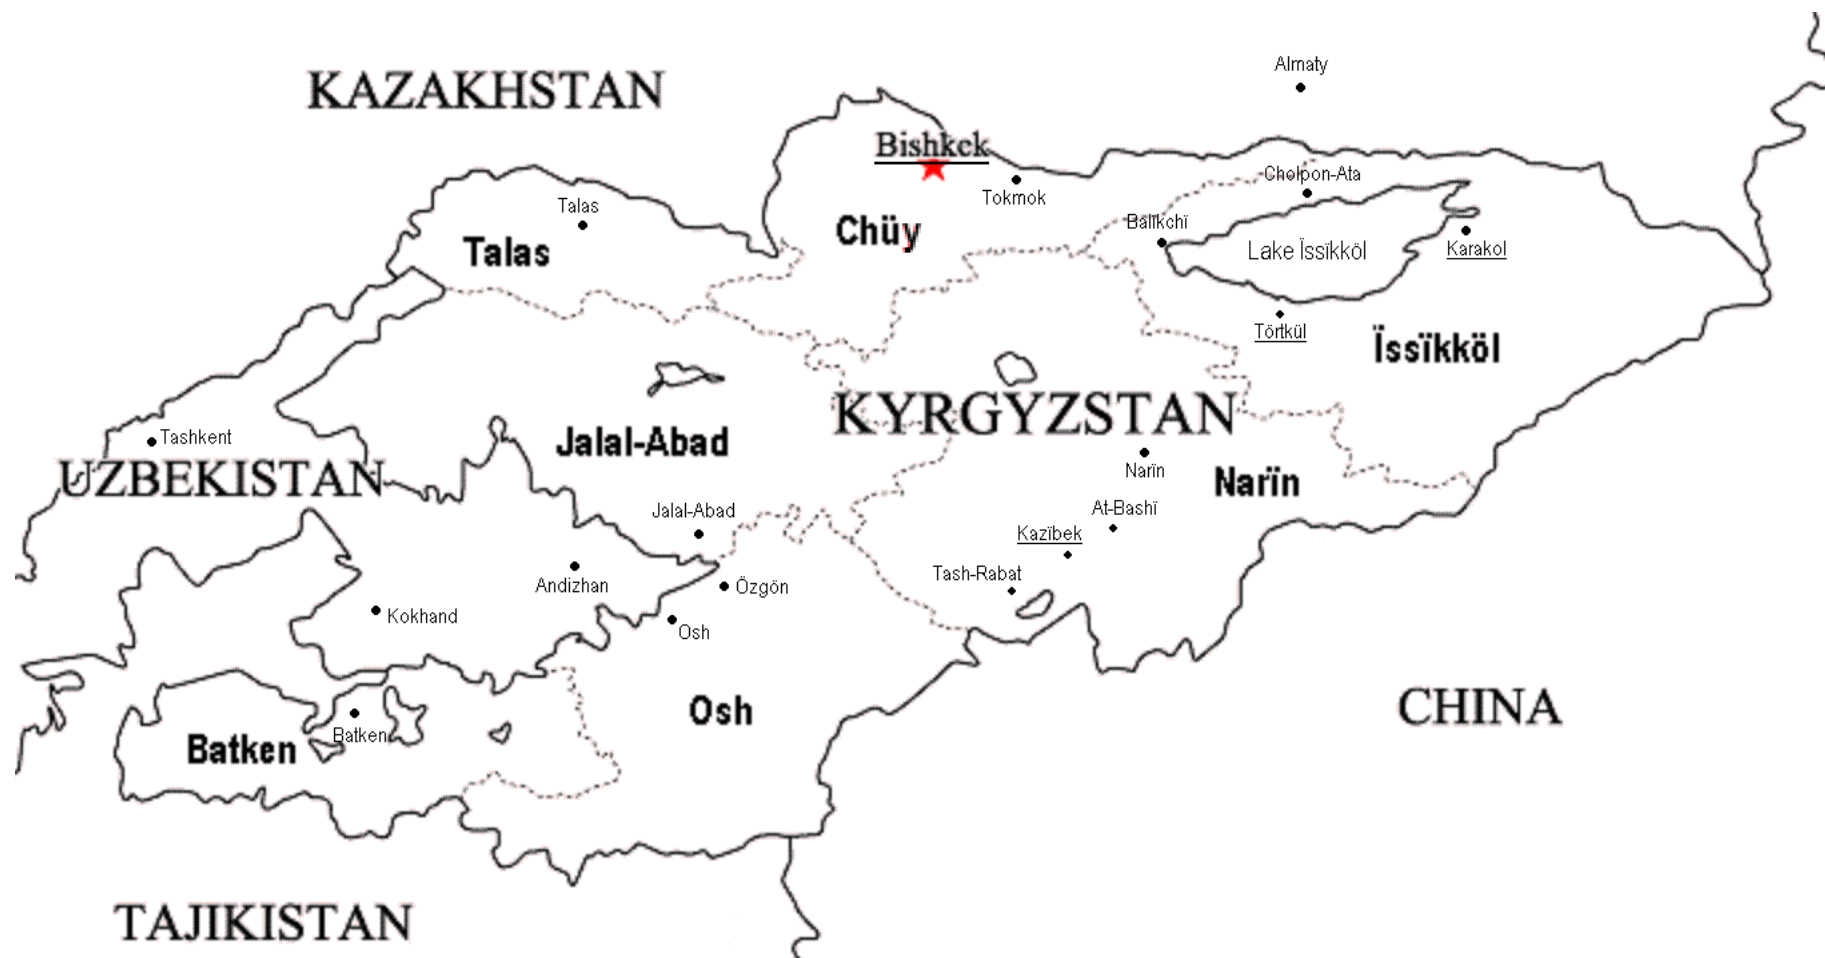 Almaty
KAZAKHSTAN
Bishkek
Cholpon-Ata
Tokmok
Talas
Balïkchï
Chüy
Talas
Lake Ïssïkköl
Karakol
Törtkül
Ïssïkköl
KYRGYZSTAN
Tashkent
Jalal-Abad
UZBEKISTAN
Narïn
Narïn
Jalal-Abad
At-Bashï
Kazïbek
Tash-Rabat
Andizhan
Özgön
Kokhand
Osh
Osh
CHINA
Batken
Batken
TAJIKISTAN